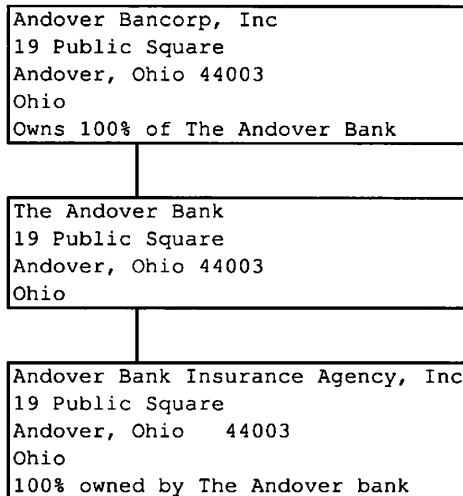 Andover Bancorp, Inc
19 Public Square
Andover, Ohio 44003
Ohio
Owns 100% of The Andover Bank
The Andover Bank
19 Public Square
Andover, Ohio 44003
Ohio
Andover Bank Insurance Agency, Inc
19 Public Square
Andover, Ohio 44003
Ohio
100% owned by The Andover bank